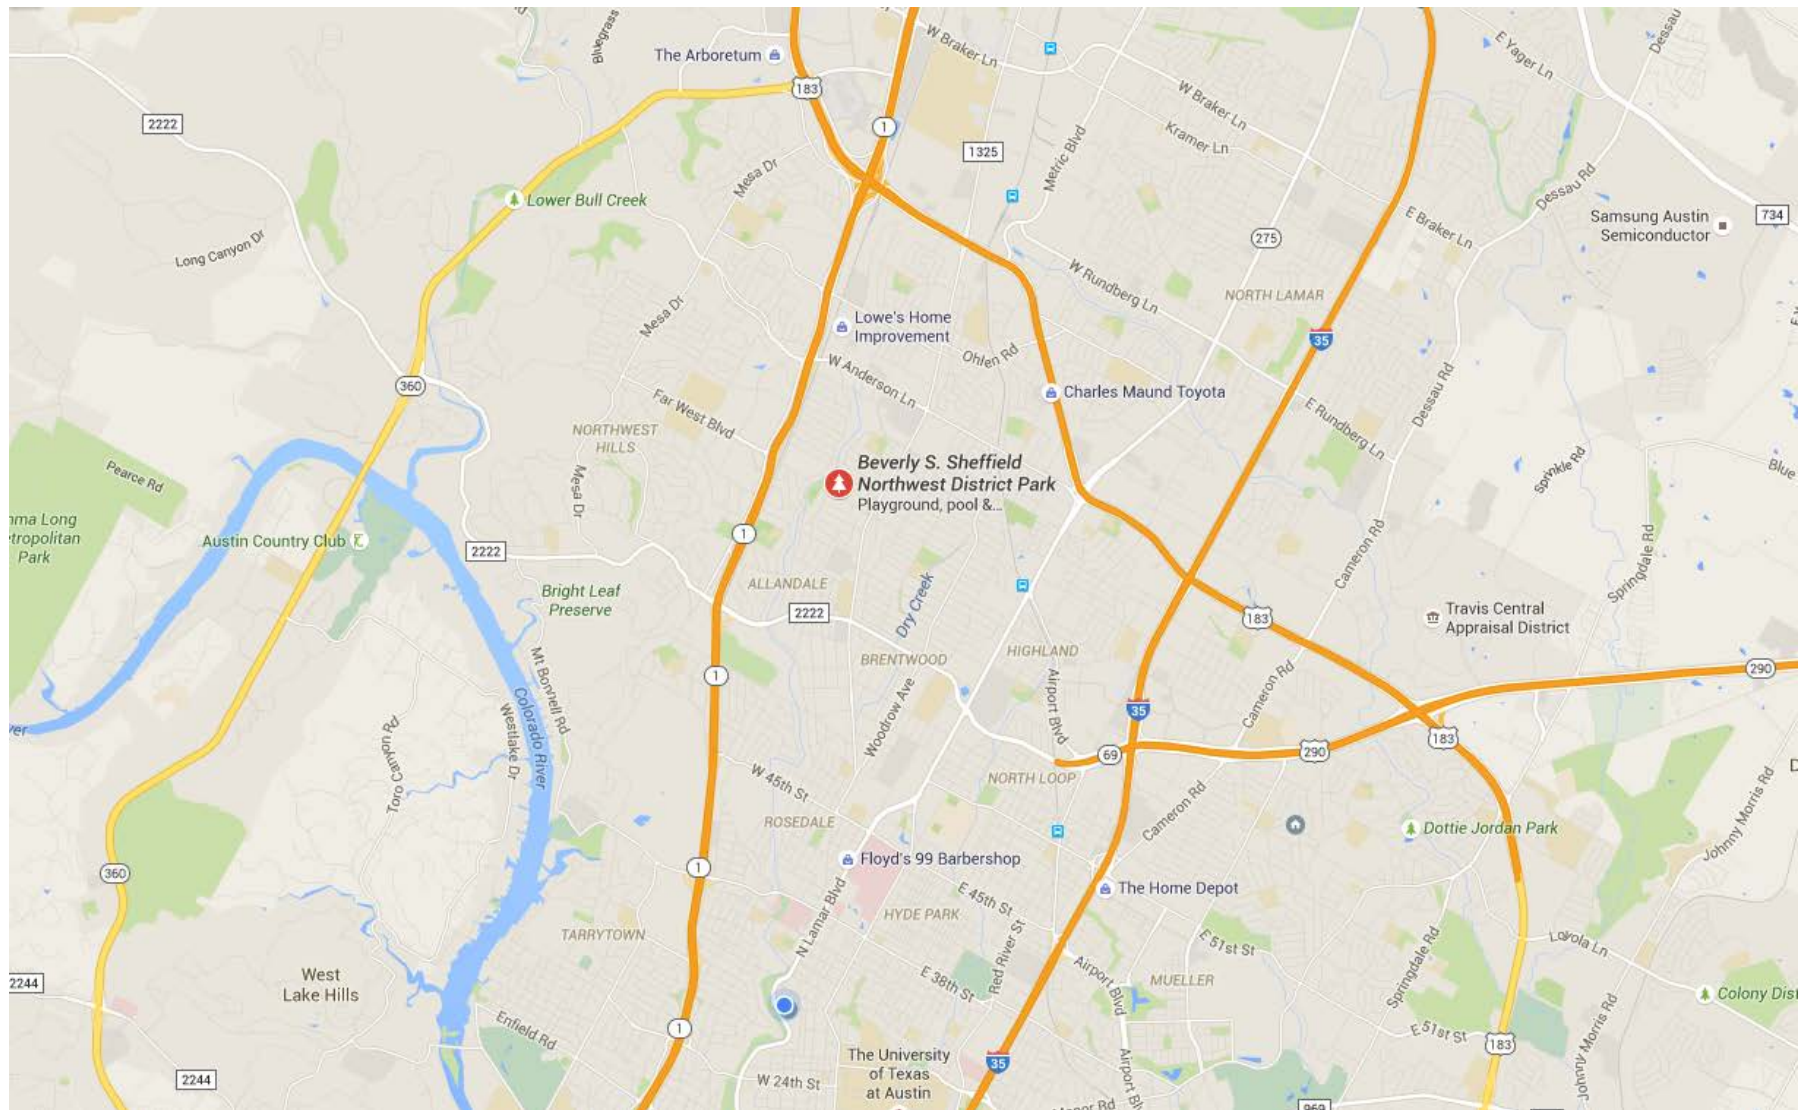 Bluegrass
The Arboretum
183
W Braker Ln
E Yager Ln
Dessau
2222
1
1325
Metric Blvd
W Braker Ln
Kramer Ln
Mesa Dr
Lower Bull Creek
Dessau Rd
Samsung Austin
Semiconductor
734
Long Canyon Dr
275
E Braker Ln
W Rundberg Ln
NORTH LAMAR
Mesa Dr
Lowe's Home
Improvement
Ohlen Rd
35
360
W Anderson Ln
Charles Maund Toyota
Far West Blvd
E Rundberg Ln
Dessau Rd
NORTHWEST
HILLS
Pearce Rd
Mesa Dr
Beverly S. Sheffield
Northwest District Park
Playground, pool &...
Sprinkle Rd
Blue
mma Long
etropolitan
Park
Austin Country Club
2222
1
Cameron Rd
Springdale Rd
Bright Leaf
Preserve
ALLANDALE
2222
Dry Creek
183
Travis Central
Appraisal District
BRENTWOOD
HIGHLAND
Mt Bonnell Rd
1
Airport Blvd
Cameron Rd
290
Colorado River
Westlake Dr
Toro Canyon Rd
Woodrow Ave
35
ver
69
290
183
W 45th St
NORTH LOOP
Cameron Rd
Johnny Morris Rd
D
ROSEDALE
Dottie Jordan Park
360
1
Floyd's 99 Barbershop
The Home Depot
E 45th St
N Lamar Blvd
HYDE PARK
TARRYTOWN
Red River St
E 51st St
Springdale Rd
Loyola Ln
West
Lake Hills
2244
E 38th St
Airport Blvd
MUELLER
Colony Dist
Enfield Rd
1
E 51st St
183
Johnny Morris Rd
The University
of Texas
at Austin
35
Airport Blvd
2244
W 24th St
Manor Rd
969